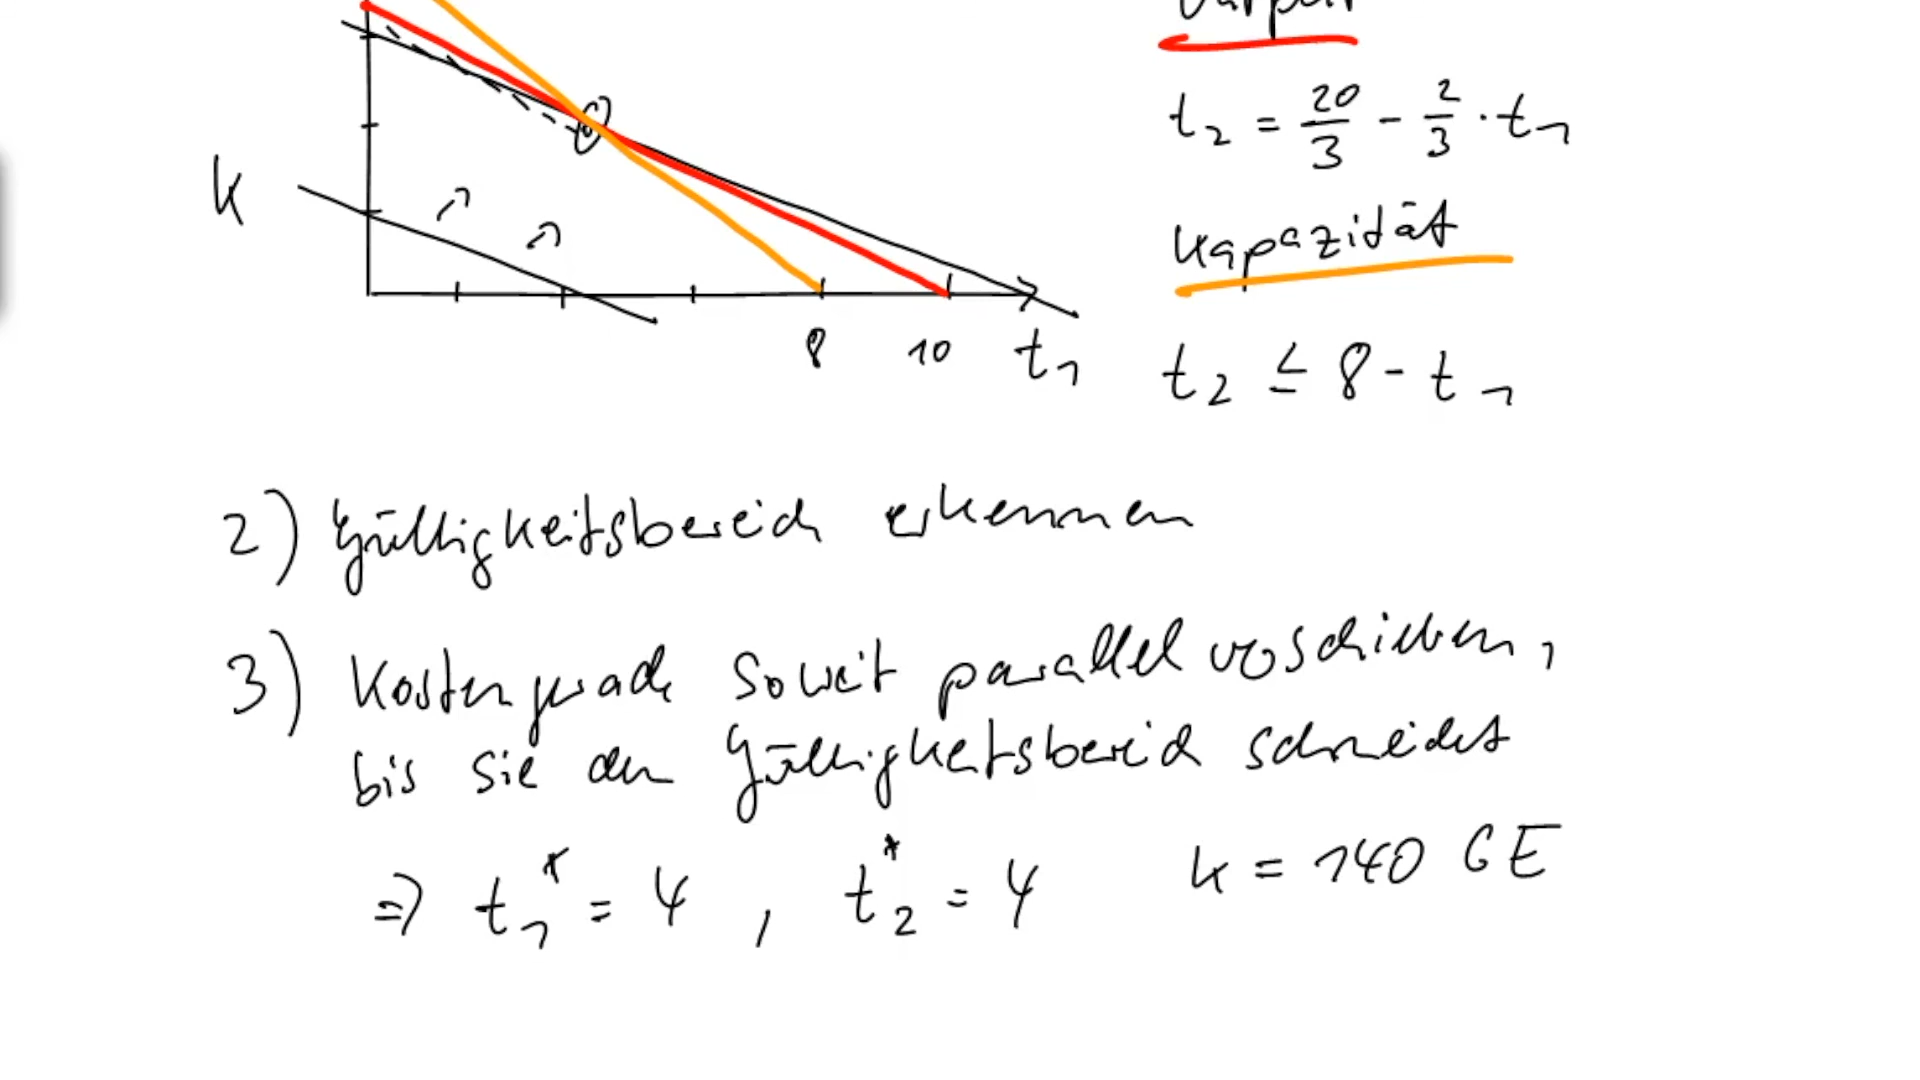 t₂ = 20/3 - 2/3 · t₁
Kapazität
K
8 10 t₁
t₂ ≤ 8 - t₁
2) Gültigkeitsbereich erkennen
3) Kostengerade soweit parallel verschieben,
bis sie den Gültigkeitsbereich schneidet
⇒ t₁* = 4 , t₂* = 4 K = 140 GE